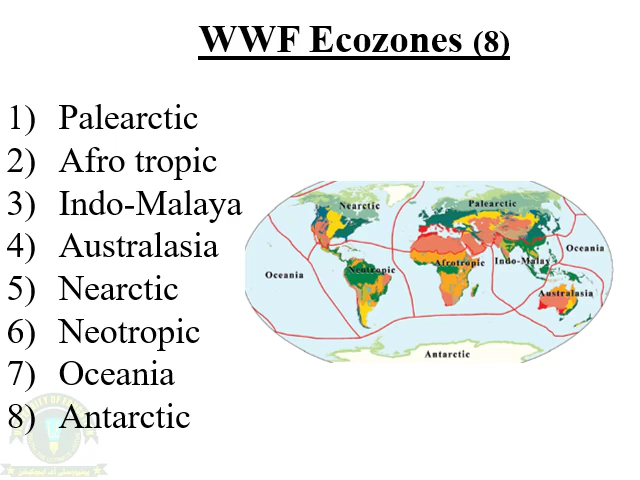 WWF Ecozones (8)
1) Palearctic
2) Afro tropic
3) Indo-Malaya
4) Australasia
5) Nearctic
6) Neotropic
7) Oceania
8) Antarctic
Nearctic
Palearctic
Oceania
Neotropic
Afrotropic
Indo-Malay
Oceania
Australasia
Antarctic